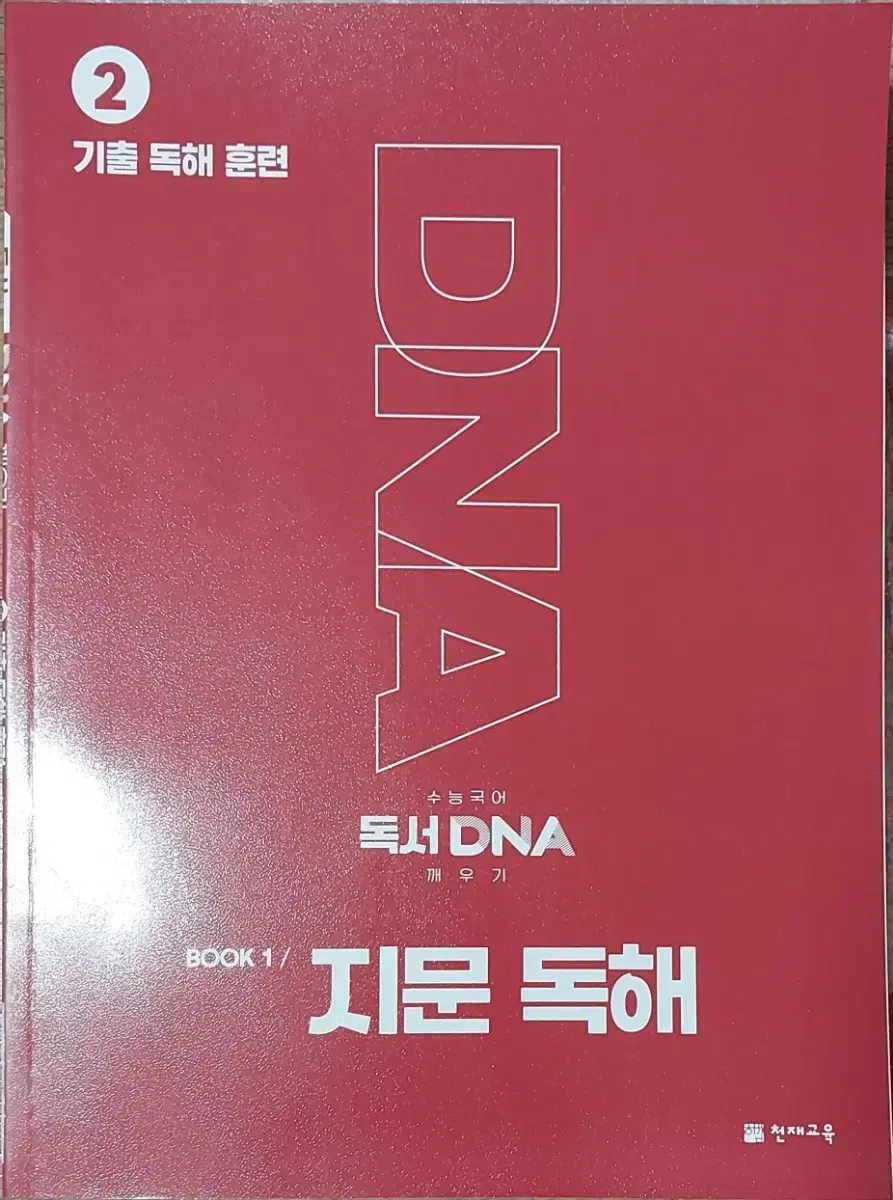 2
기출 독해 훈련
DNA
수능국어
독서 DNA
깨우기
BOOK 1 /
지문 독해
천재교육